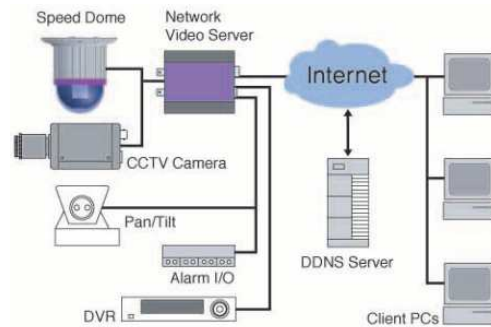 Speed Dome
Network
Video Server
Internet
CCTV Camera
Pan/Tilt
Alarm I/O
DDNS Server
DVR
Client PCs